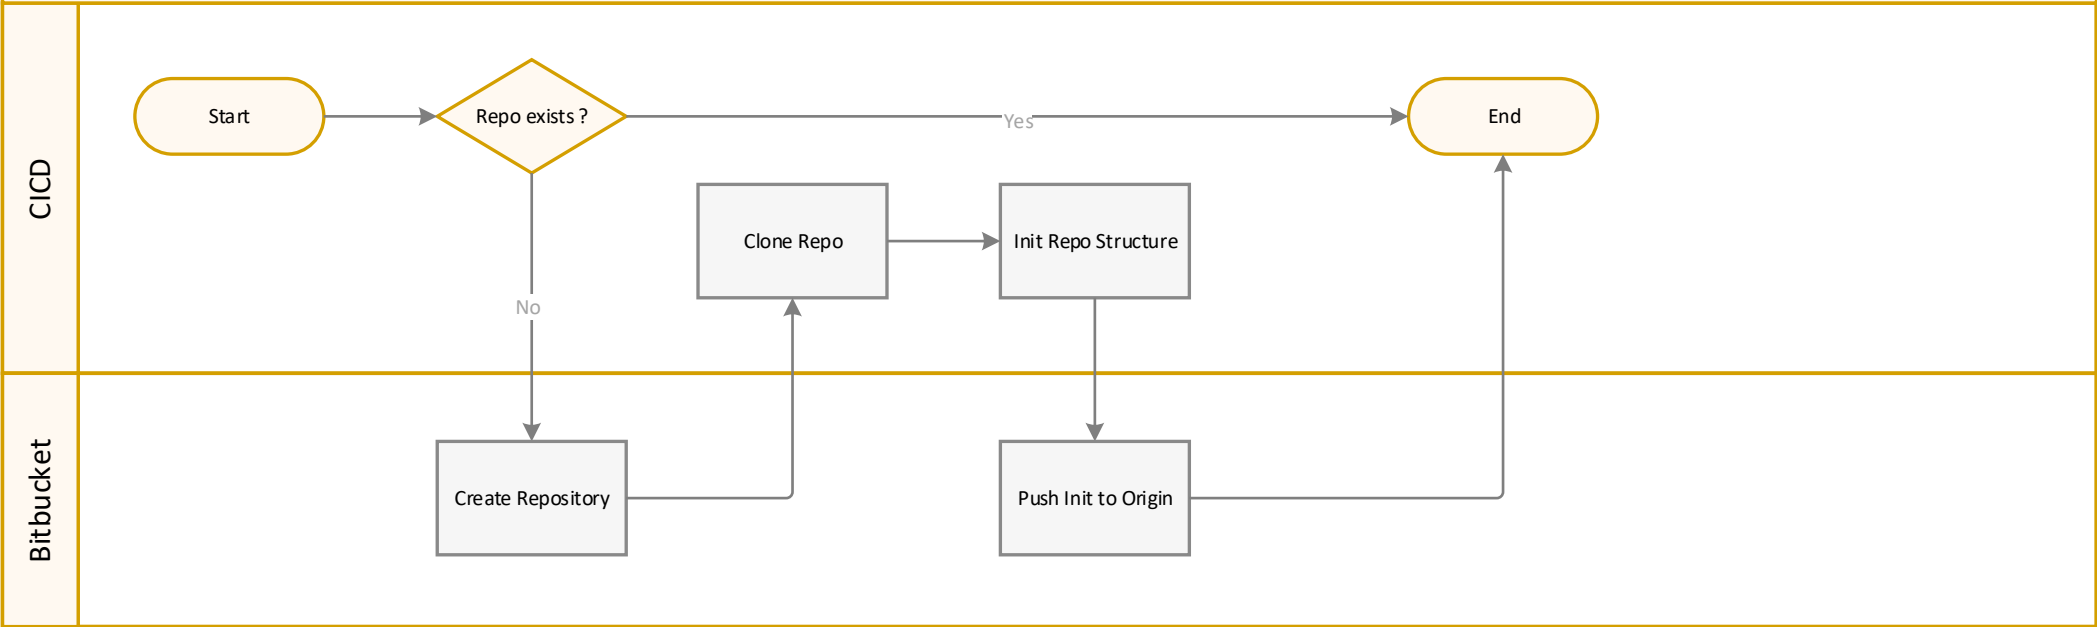 CICD
Start
Repo exists ?
Yes
End
Clone Repo
Init Repo Structure
No
Bitbucket
Create Repository
Push Init to Origin